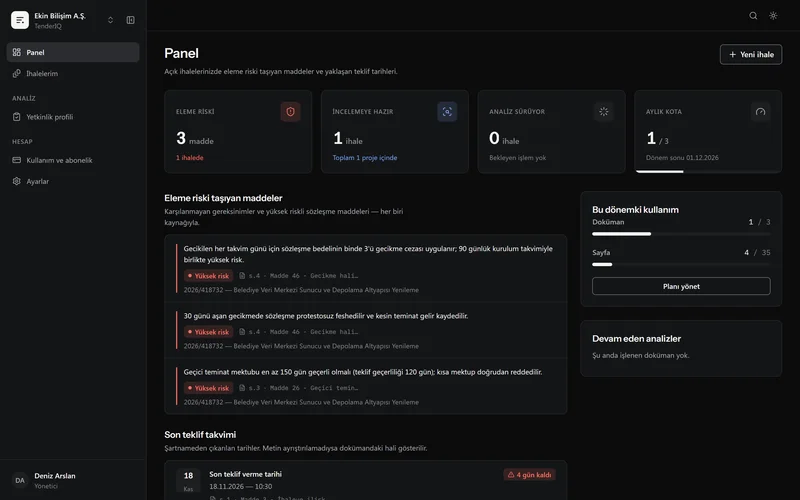 Ekin Bilişim A.Ş.
TenderIQ
Panel
İhalelerim
ANALİZ
Yetkinlik profili
HESAP
Kullanım ve abonelik
Ayarlar
DA
Deniz Arslan
Yönetici
Panel
Açık ihalelerinizde eleme riski taşıyan maddeler ve yaklaşan teklif tarihleri.
Yeni ihale
ELEME RİSKİ
3 madde
1 ihalede
İNCELEMEYE HAZIR
1 ihale
Toplam 1 proje içinde
ANALİZ SÜRÜYOR
0 ihale
Bekleyen işlem yok
AYLIK KOTA
1 / 3
Dönem sonu 01.12.2026
Eleme riski taşıyan maddeler
Karşılanmayan gereksinimler ve yüksek riskli sözleşme maddeleri — her biri
kaynağıyla.
Gecikilen her takvim günü için sözleşme bedelinin binde 3'ü gecikme cezası uygulanır; 90 günlük kurulum takvimiyle
birlikte yüksek risk.
Yüksek risk
s.4 · Madde 46 · Gecikme hali…
2026/418732 — Belediye Veri Merkezi Sunucu ve Depolama Altyapısı Yenileme
30 günü aşan gecikmede sözleşme protestosuz feshedilir ve kesin teminat gelir kaydedilir.
Yüksek risk
s.4 · Madde 46 · Gecikme hali…
2026/418732 — Belediye Veri Merkezi Sunucu ve Depolama Altyapısı Yenileme
Geçici teminat mektubu en az 150 gün geçerli olmalı (teklif geçerliliği 120 gün); kısa mektup doğrudan reddedilir.
Yüksek risk
s.3 · Madde 26 · Geçici temin…
2026/418732 — Belediye Veri Merkezi Sunucu ve Depolama Altyapısı Yenileme
Son teklif takvimi
Şartnameden çıkarılan tarihler. Metin ayrıştırılamadıysa dokümandaki hali gösterilir.
18
Kas
Son teklif verme tarihi
18.11.2026 — 10:30
4 gün kaldı
s.1 · Madde 3 · İhalenin ilişk
Bu dönemki kullanım
Doküman
1 / 3
Sayfa
4 / 35
Planı yönet
Devam eden analizler
Şu anda işlenen doküman yok.